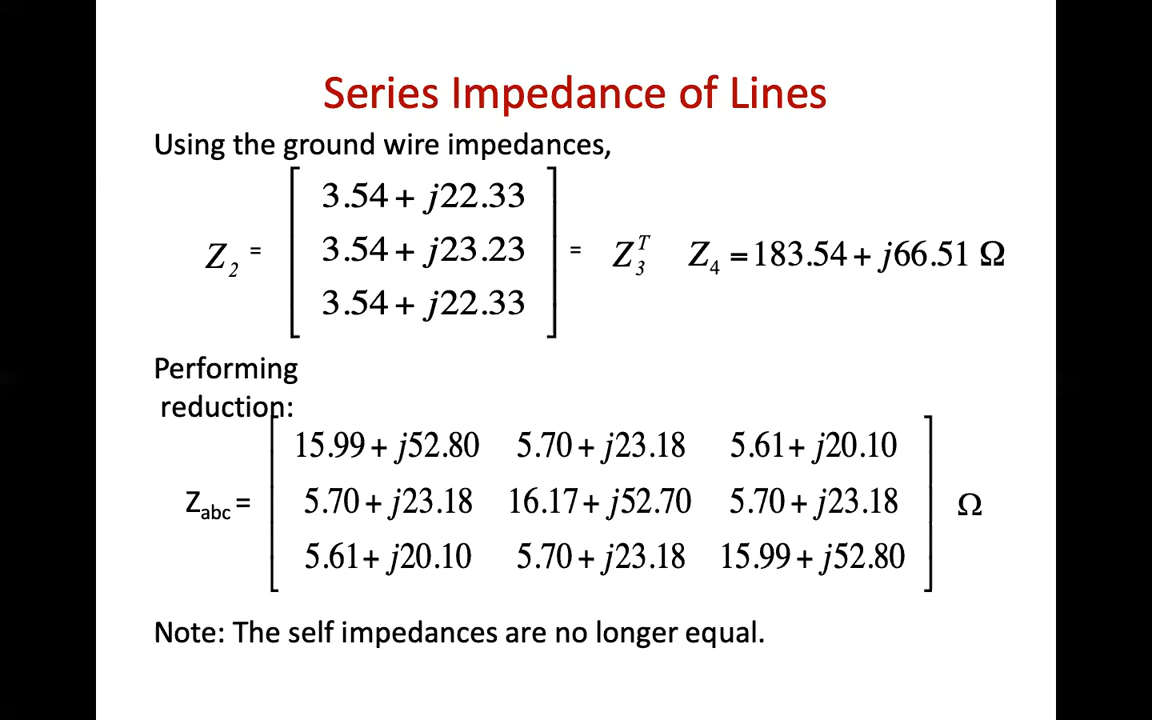 Series Impedance of Lines
Using the ground wire impedances,
3.54 + j22.33
Z2 = 3.54 + j23.23 = Z3^T Z4 = 183.54 + j66.51 Ω
3.54 + j22.33
Performing
reduction:
15.99 + j52.80 5.70 + j23.18 5.61 + j20.10
Zabc = 5.70 + j23.18 16.17 + j52.70 5.70 + j23.18 Ω
5.61 + j20.10 5.70 + j23.18 15.99 + j52.80
Note: The self impedances are no longer equal.